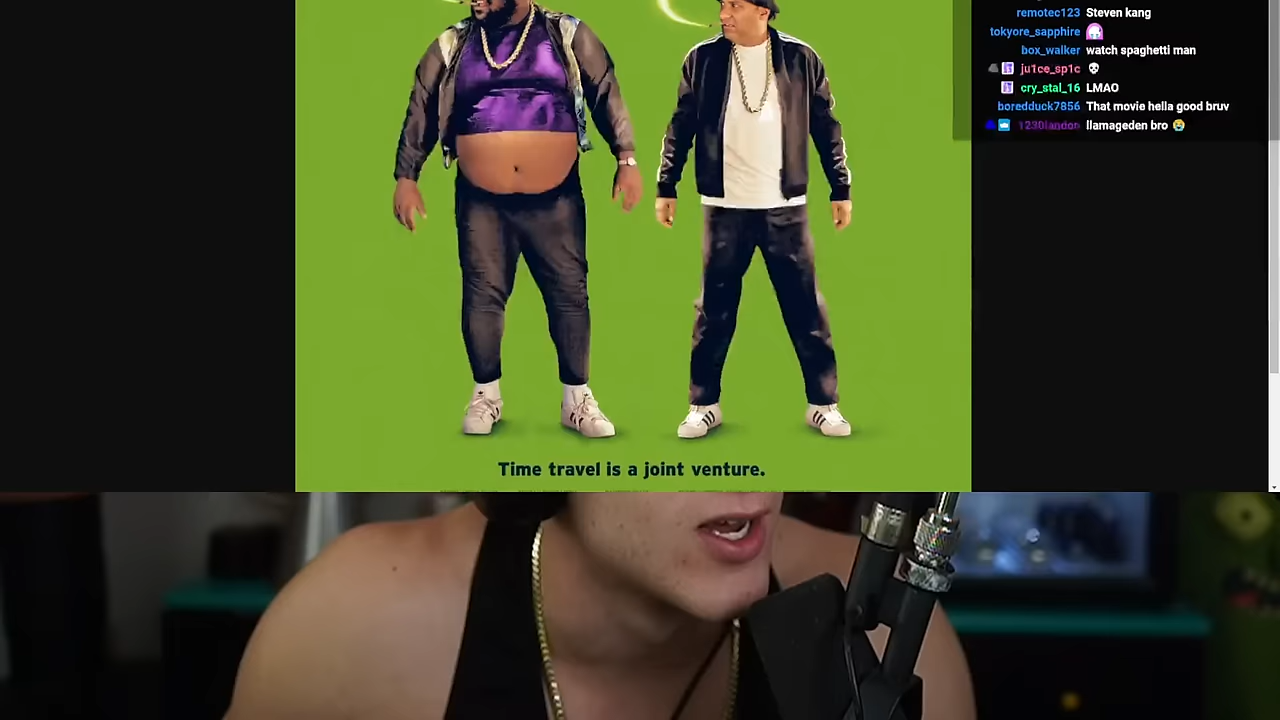 remotec123 Steven kang
tokyore_sapphire
box_walker watch spaghetti man
ju1ce_sp1c 💀
cry_stal_16 LMAO
boredduck7856 That movie hella good bruv
1230landon llamageden bro 😭
Time travel is a joint venture.